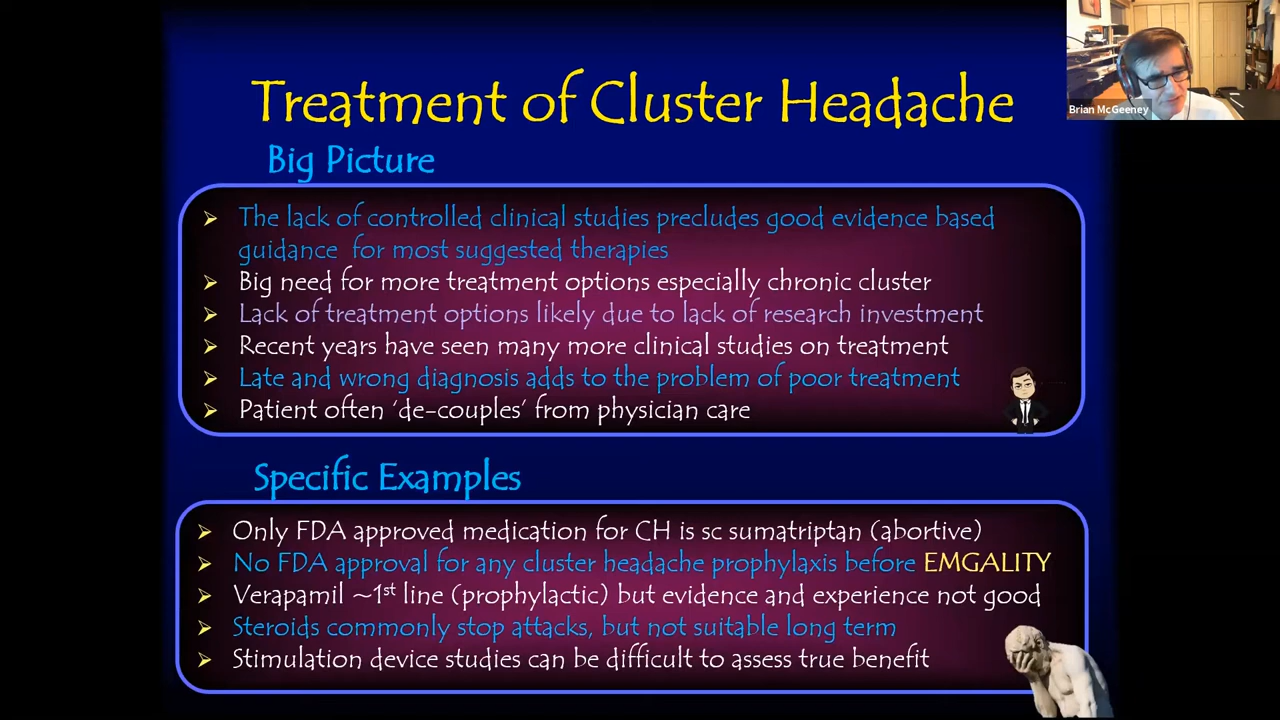 Treatment of Cluster Headache
Brian McGeeney
Big Picture
The lack of controlled clinical studies precludes good evidence based
guidance for most suggested therapies
Big need for more treatment options especially chronic cluster
Lack of treatment options likely due to lack of research investment
Recent years have seen many more clinical studies on treatment
Late and wrong diagnosis adds to the problem of poor treatment
Patient often 'de-couples' from physician care
Specific Examples
Only FDA approved medication for CH is sc sumatriptan (abortive)
No FDA approval for any cluster headache prophylaxis before EMGALITY
Verapamil ~1st line (prophylactic) but evidence and experience not good
Steroids commonly stop attacks, but not suitable long term
Stimulation device studies can be difficult to assess true benefit